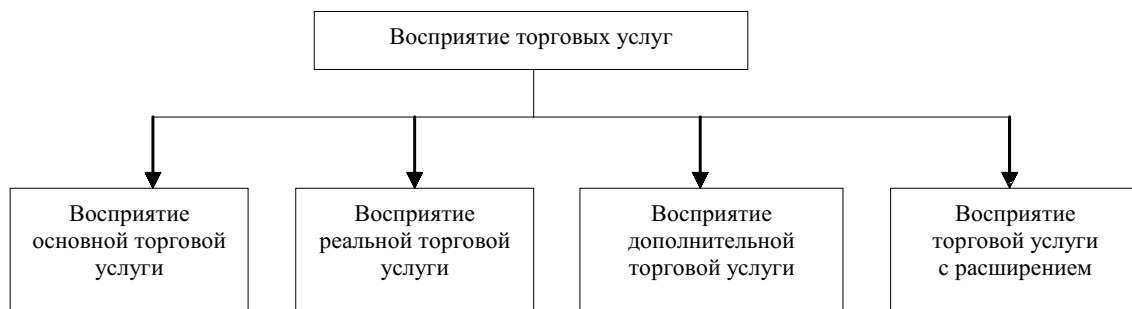 Восприятие торговых услуг
Восприятие
основной торговой
услуги
Восприятие
реальной торговой
услуги
Восприятие
дополнительной
торговой услуги
Восприятие
торговой услуги
с расширением